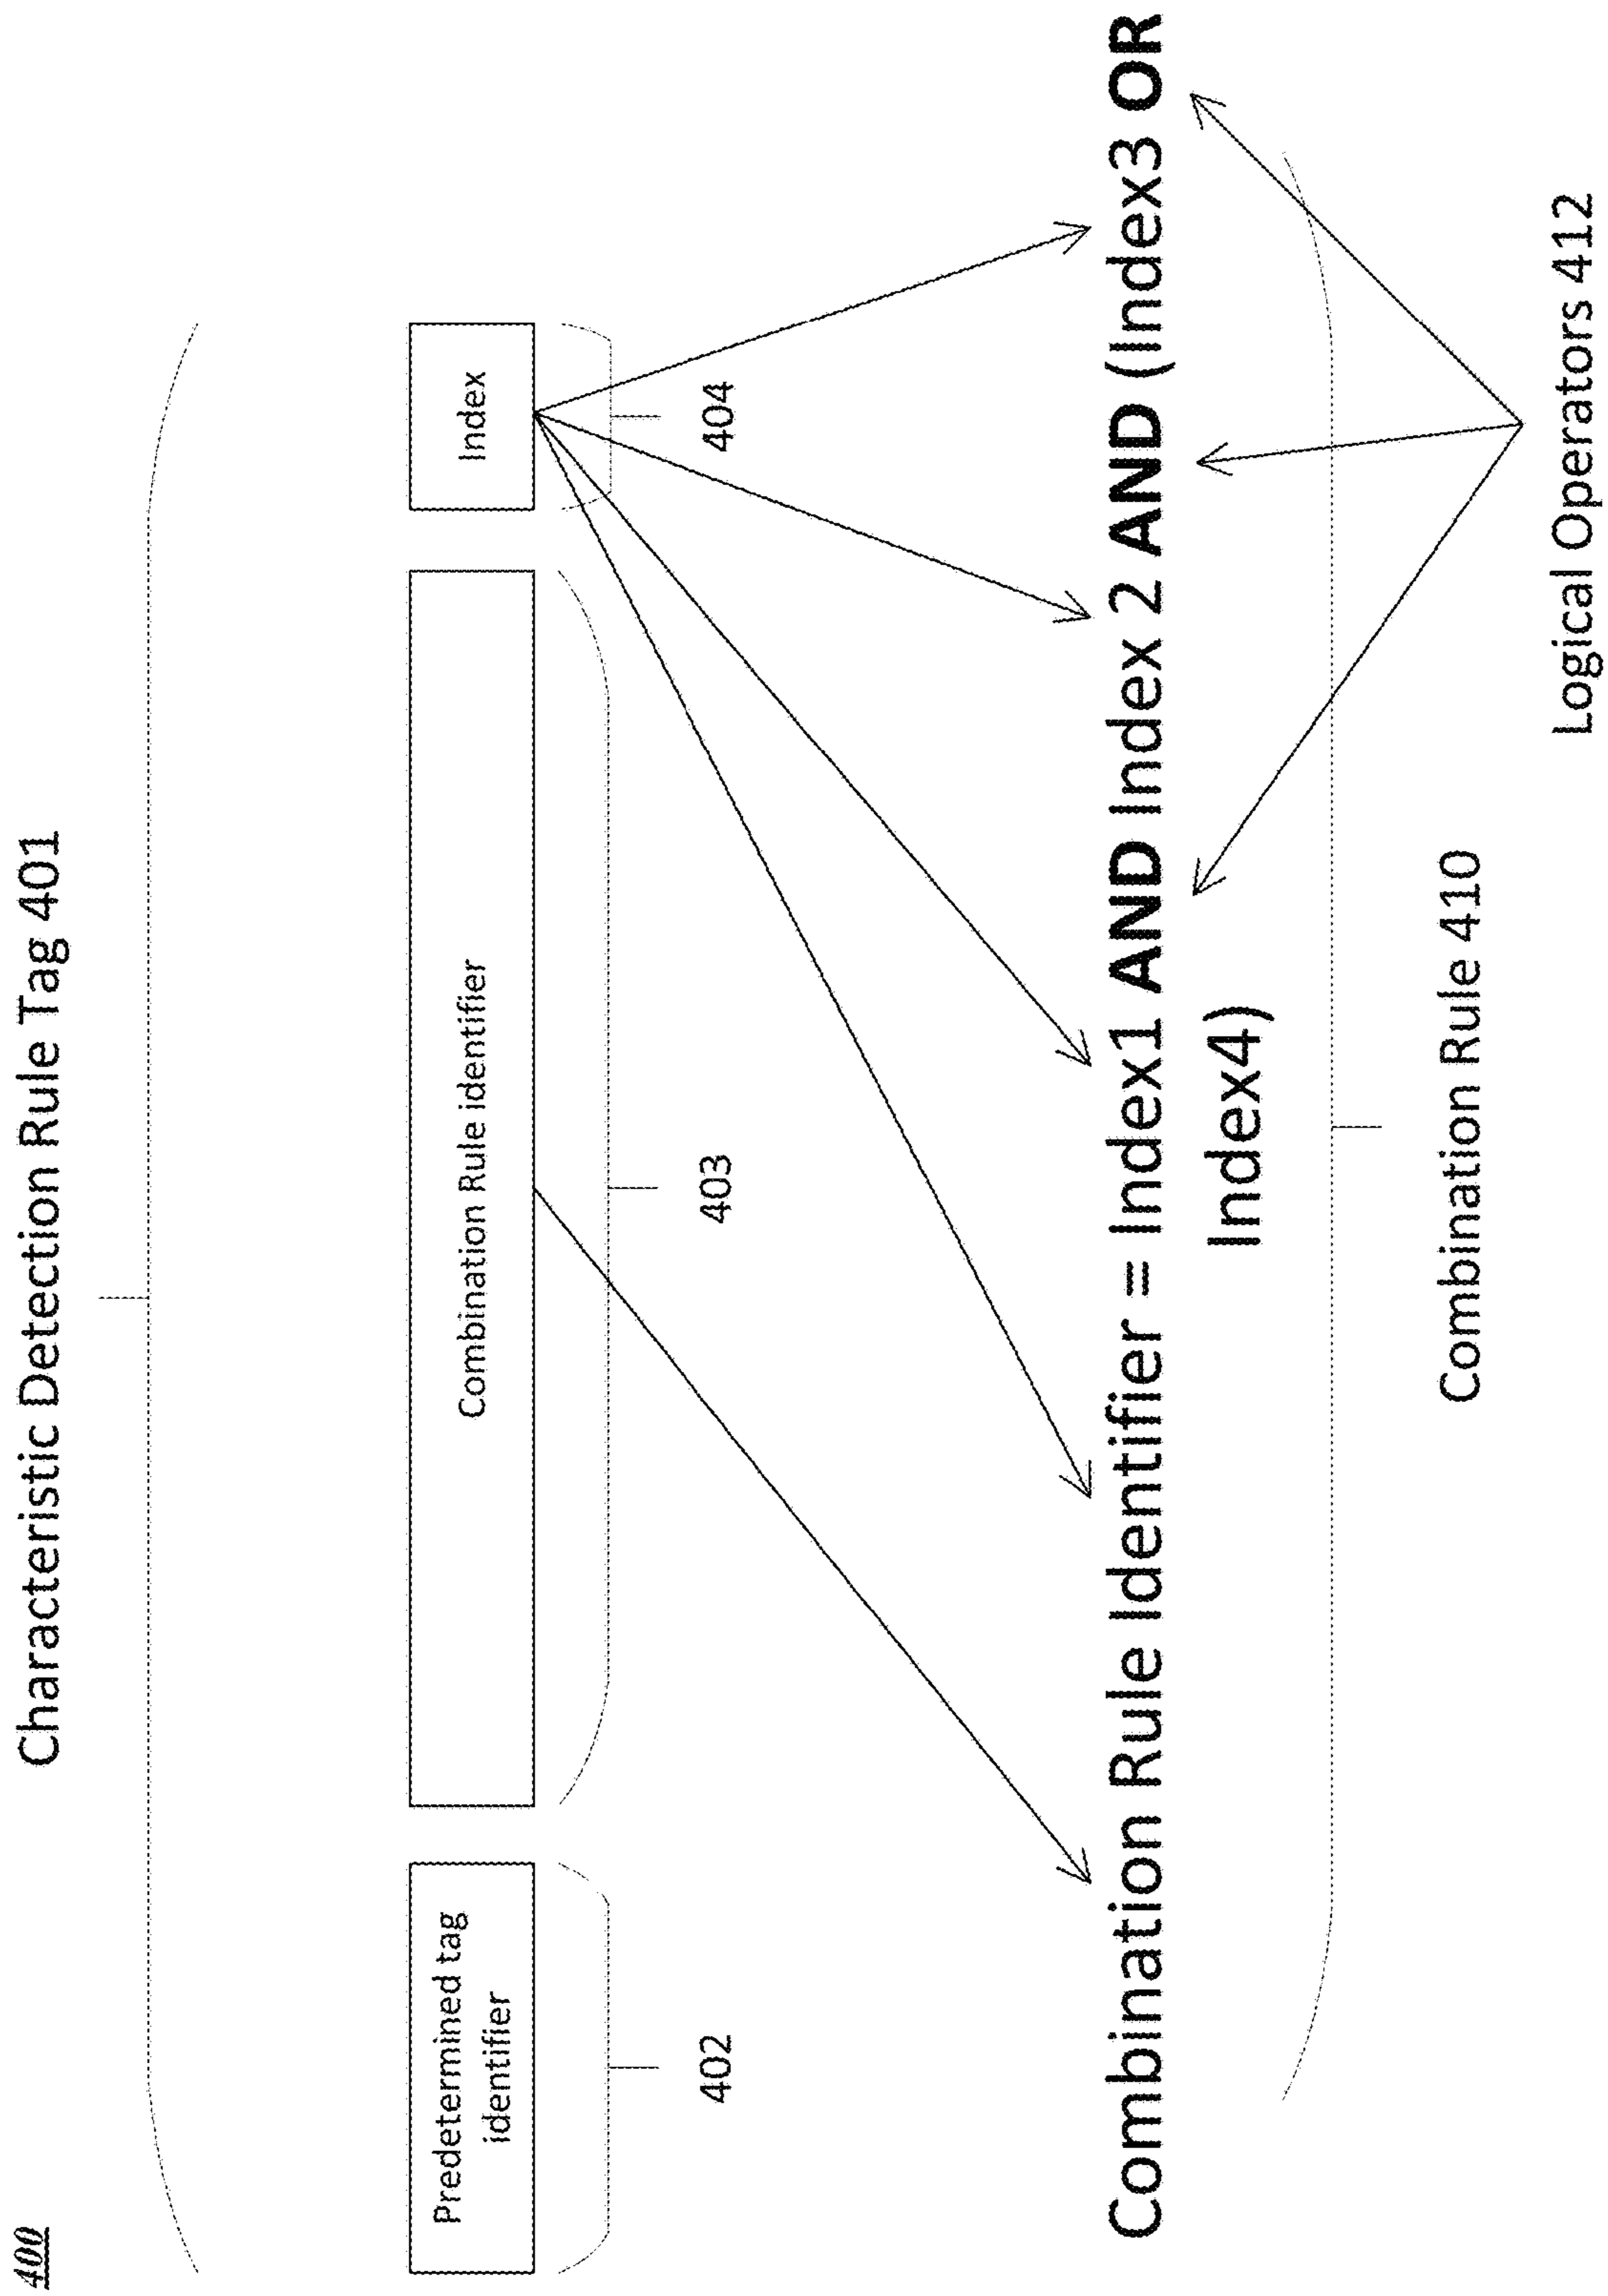 400
Characteristic Detection Rule Tag 401
Predetermined tag
identifier
Combination Rule identifier
Index
402
403
404
Combination Rule Identifier = Index1 AND Index 2 AND (Index3 OR
Index4)
Combination Rule 410
Logical Operators 412